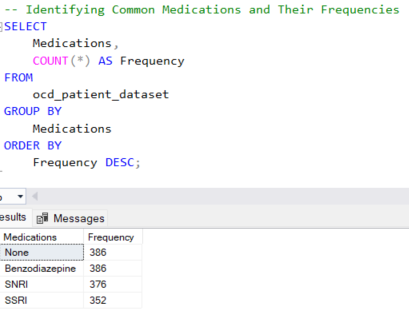 -- Identifying Common Medications and Their Frequencies
SELECT
Medications,
COUNT(*) AS Frequency
FROM
ocd_patient_dataset
GROUP BY
Medications
ORDER BY
Frequency DESC;
esults Messages
Medications Frequency
None 386
Benzodiazepine 386
SNRI 376
SSRI 352